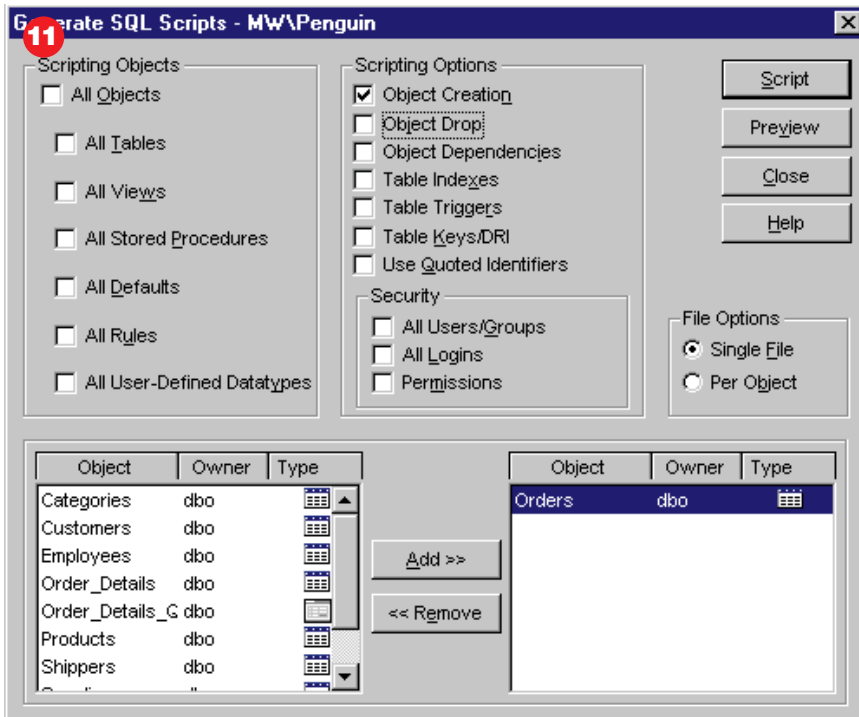 G erate SQL Scripts - MW\Penguin
11
Scripting Objects
All Objects
All Tables
All Views
All Stored Procedures
All Defaults
All Rules
All User-Defined Datatypes
Scripting Options
Object Creation
Object Drop
Object Dependencies
Table Indexes
Table Triggers
Table Keys/DRI
Use Quoted Identifiers
Security
All Users/Groups
All Logins
Permissions
Script
Preview
Close
Help
File Options
Single File
Per Object
Object Owner Type
Categories dbo
Customers dbo
Employees dbo
Order_Details dbo
Order_Details_G dbo
Products dbo
Shippers dbo
Add >>
<< Remove
Object Owner Type
Orders dbo